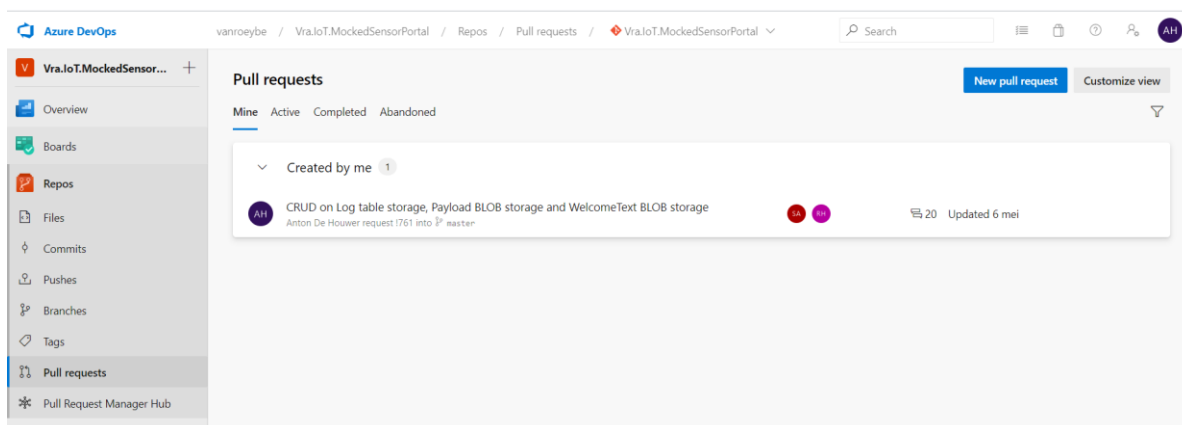 Azure DevOps
vanroeybe / Vra.IoT.MockedSensorPortal / Repos / Pull requests / Vra.IoT.MockedSensorPortal
Search
AH
V Vra.IoT.MockedSensor... +
Overview
Boards
Repos
Files
Commits
Pushes
Branches
Tags
Pull requests
Pull Request Manager Hub
Pull requests
New pull request
Customize view
Mine Active Completed Abandoned
Created by me 1
AH
CRUD on Log table storage, Payload BLOB storage and WelcomeText BLOB storage
Anton De Houwer request !761 into master
SA RH
20 Updated 6 mei